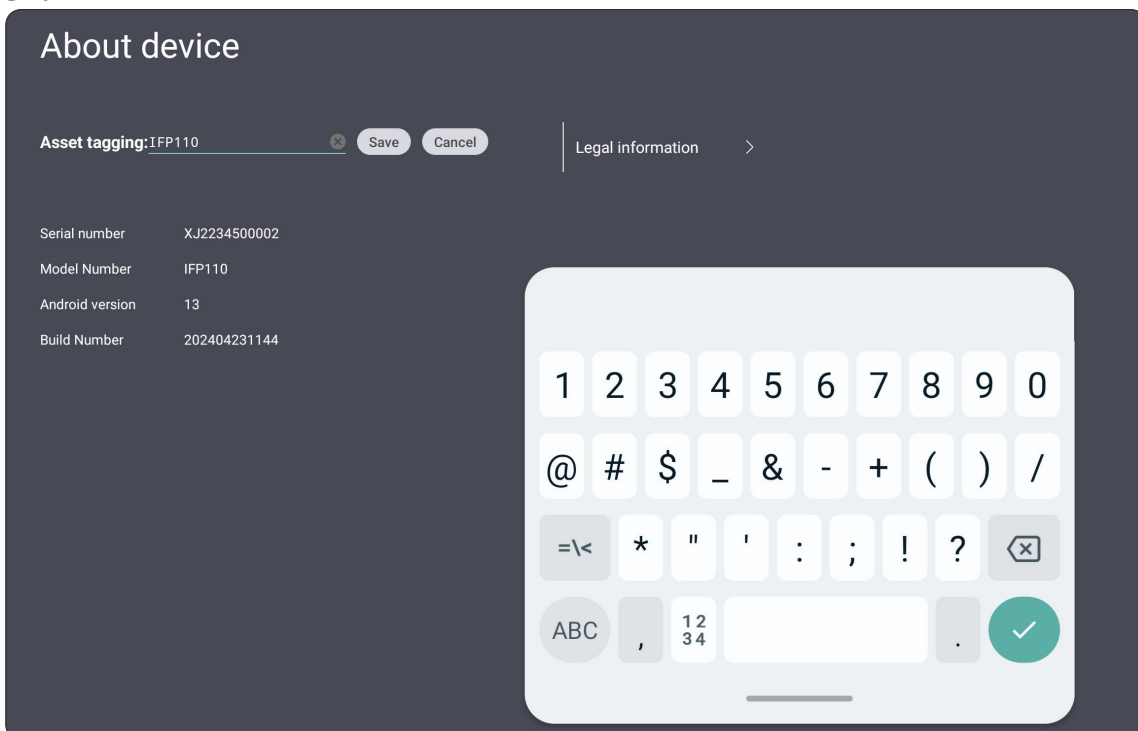 About device
Asset tagging:IFP110 Save Cancel
Legal information >
Serial number XJ2234500002
Model Number IFP110
Android version 13
Build Number 202404231144
1 2 3 4 5 6 7 8 9 0
@ # $ _ & - + ( ) /
=\< * " ' : ; ! ?
ABC , 12 34 .